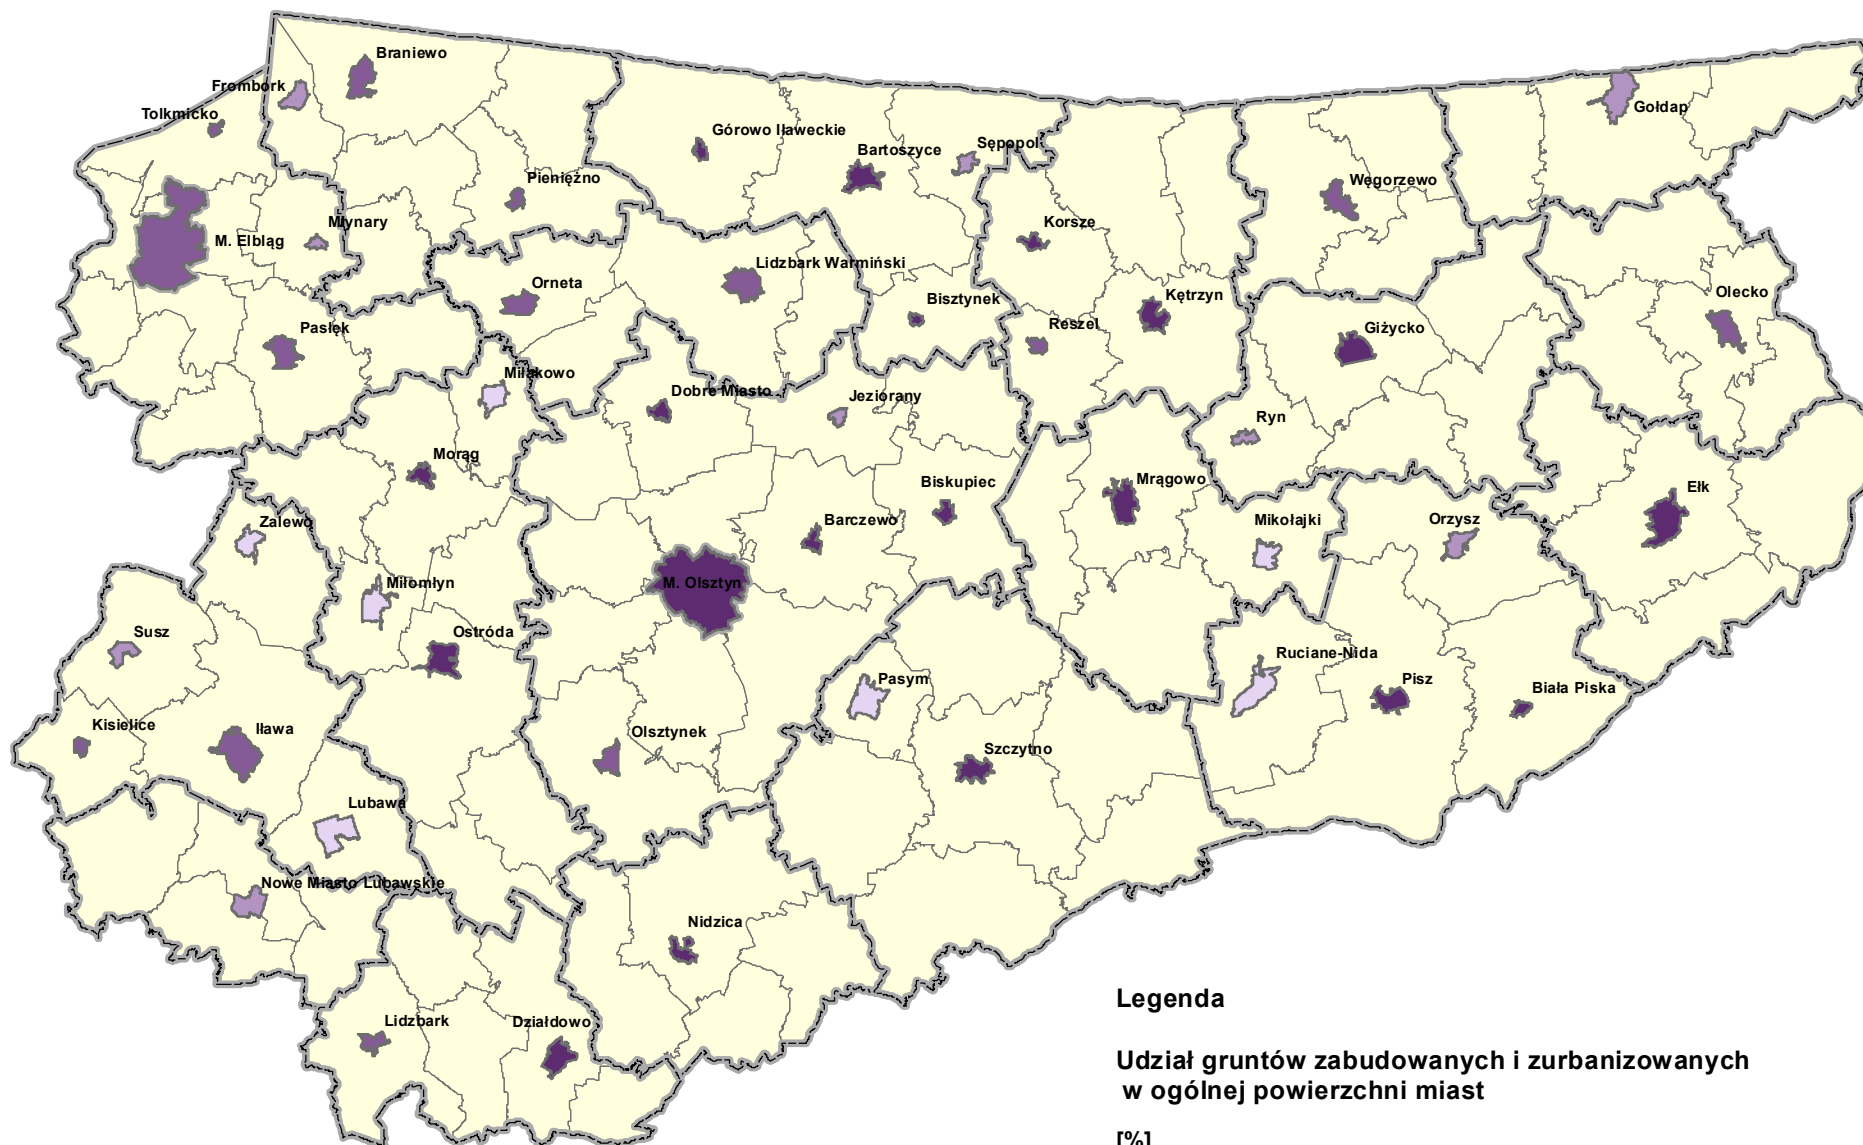 Braniewo
Frombork
Tolkmicko
Gołdap
Górowo Iławeckie
Bartoszyce
Sępopol
Pieniężno
Węgorzewo
Młynary
M. Elbląg
Korsze
Lidzbark Warmiński
Orneta
Bisztynek
Kętrzyn
Olecko
Pasłęk
Reszel
Giżycko
Miłakowo
Dobre Miasto
Jeziorany
Ryn
Morąg
Mrągowo
Biskupiec
Ełk
Zalewo
Barczewo
Mikołajki
Orzysz
Miłomłyn
M. Olsztyn
Susz
Ostróda
Ruciane-Nida
Pasym
Pisz
Biała Piska
Kisielice
Iława
Olsztynek
Szczytno
Lubawa
Nowe Miasto Lubawskie
Nidzica
Lidzbark
Działdowo
Legenda
Udział gruntów zabudowanych i zurbanizowanych
w ogólnej powierzchni miast
[%]